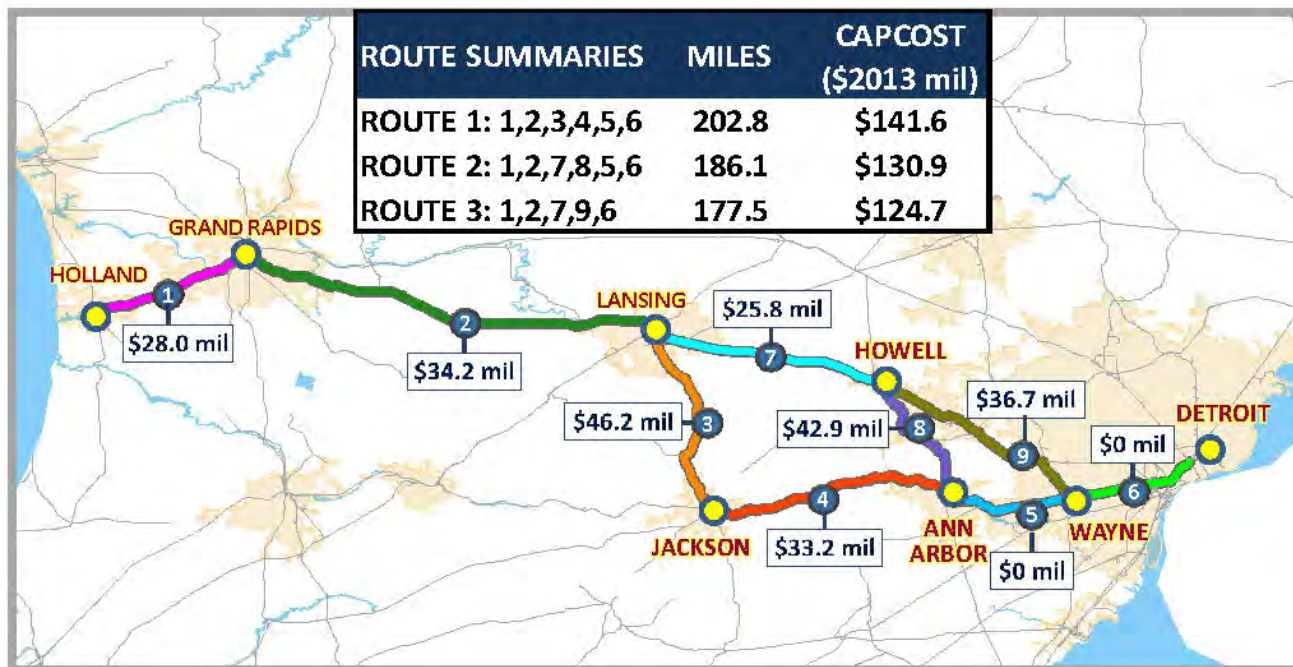 ROUTE SUMMARIES MILES CAPCOST ($2013 mil)
ROUTE 1: 1,2,3,4,5,6 202.8 $141.6
ROUTE 2: 1,2,7,8,5,6 186.1 $130.9
ROUTE 3: 1,2,7,9,6 177.5 $124.7
GRAND RAPIDS
HOLLAND
1
$28.0 mil
2
$34.2 mil
LANSING
$25.8 mil
7
HOWELL
$36.7 mil
DETROIT
$46.2 mil
3
$42.9 mil
8
9
$0 mil
6
4
5
JACKSON
$33.2 mil
ANN
ARBOR
WAYNE
$0 mil